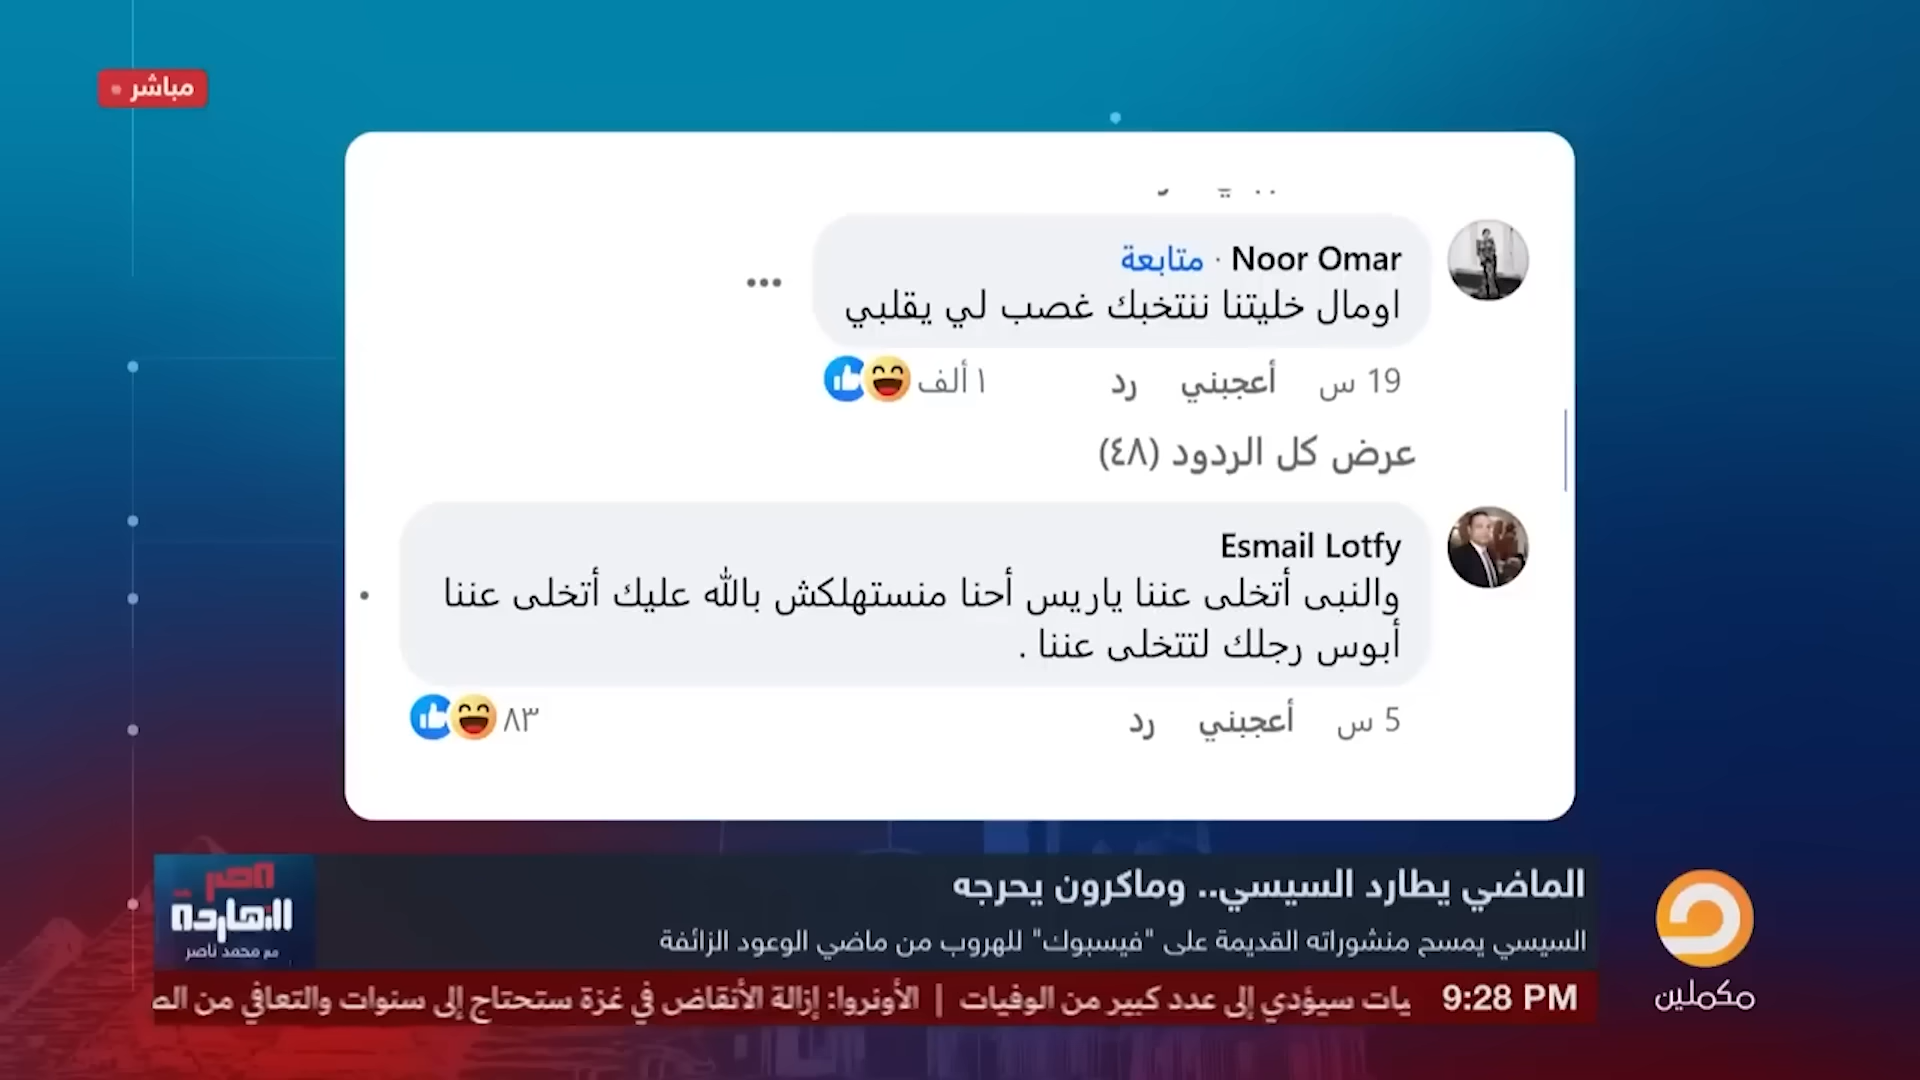 مباشر
Noor Omar · متابعة
اومال خليتنا ننتخبك غصب لي يقلبي
19 س أعجبني رد ١ ألف
عرض كل الردود (٤٨)
Esmail Lotfy
والنبى أتخلى عننا ياريس أحنا منستهلكش بالله عليك أتخلى عننا
أبوس رجلك لتتخلى عننا .
5 س أعجبني رد ٨٣
الماضي يطارد السيسي.. وماكرون يحرجه
السيسي يمسح منشوراته القديمة على "فيسبوك" للهروب من ماضي الوعود الزائفة
مصر
النهاردة
مع محمد ناصر
9:28 PM
يات سيؤدي إلى عدد كبير من الوفيات | الأونروا: إزالة الأنقاض في غزة ستحتاج إلى سنوات والتعافي من الص
مكملين